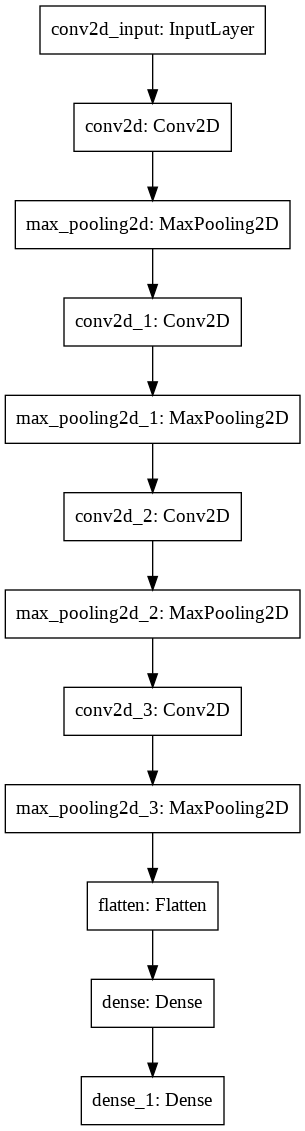 conv2d_input: InputLayer
conv2d: Conv2D
max_pooling2d: MaxPooling2D
conv2d_1: Conv2D
max_pooling2d_1: MaxPooling2D
conv2d_2: Conv2D
max_pooling2d_2: MaxPooling2D
conv2d_3: Conv2D
max_pooling2d_3: MaxPooling2D
flatten: Flatten
dense: Dense
dense_1: Dense